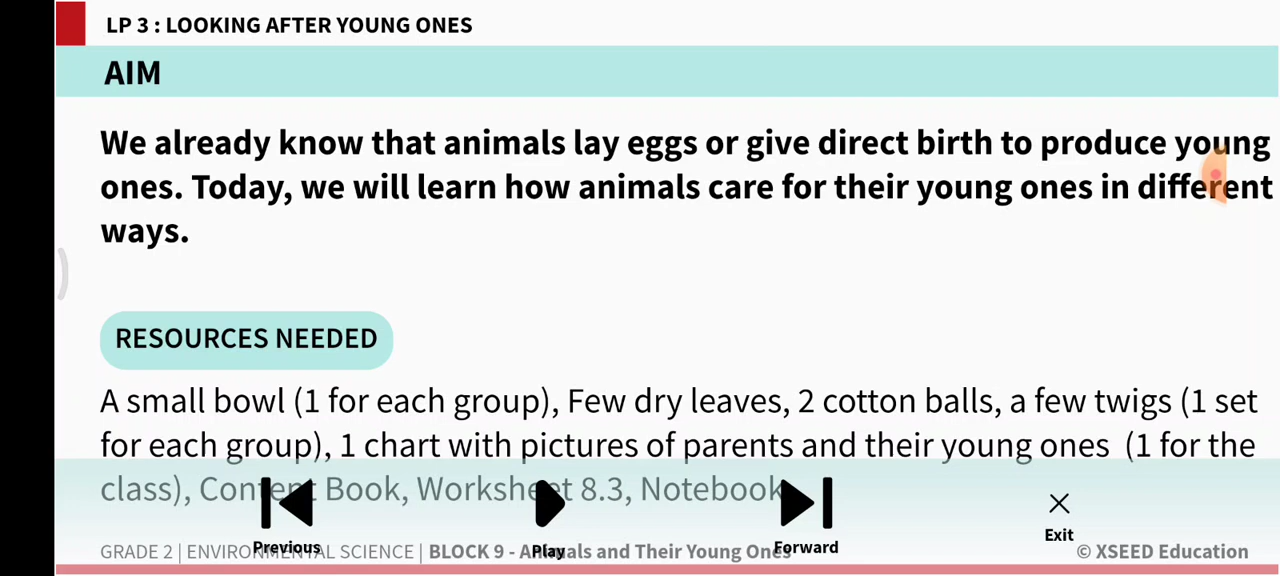 LP 3 : LOOKING AFTER YOUNG ONES
AIM
We already know that animals lay eggs or give direct birth to produce young
ones. Today, we will learn how animals care for their young ones in different
ways.
RESOURCES NEEDED
A small bowl (1 for each group), Few dry leaves, 2 cotton balls, a few twigs (1 set
for each group), 1 chart with pictures of parents and their young ones (1 for the
class), Content Book, Worksheet 8.3, Notebook
Previous
Play
Forward
Exit
GRADE 2 | ENVIRONMENTAL SCIENCE | BLOCK 9 - Animals and Their Young Ones
© XSEED Education